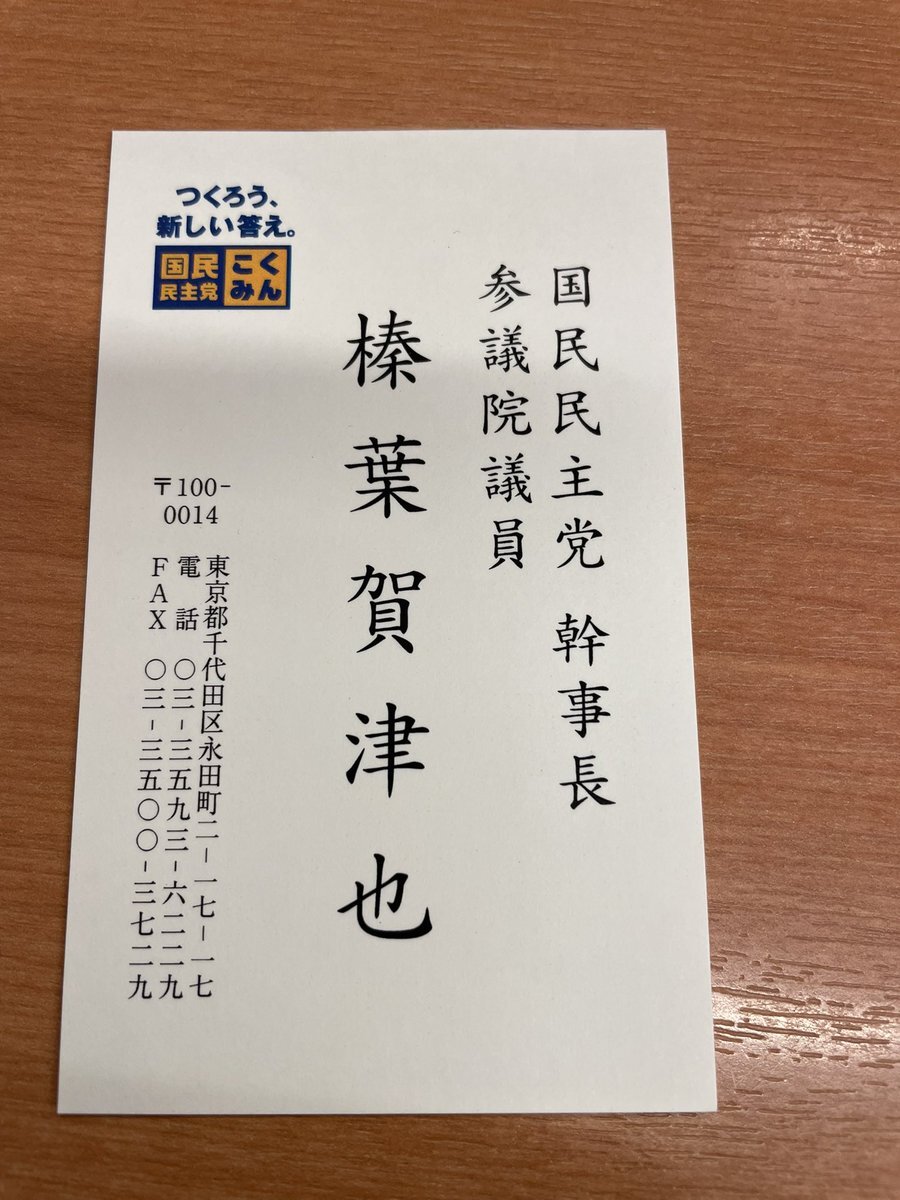 国民民主党 幹事長
参議院議員
榛葉賀津也
つくろう、
新しい答え。
国民
民主党
こく
みん
〒100-
0014
東京都千代田区永田町二-一七-一七
電話 〇三-三五九三-六二二九
FAX 〇三-三五〇〇-三七二九